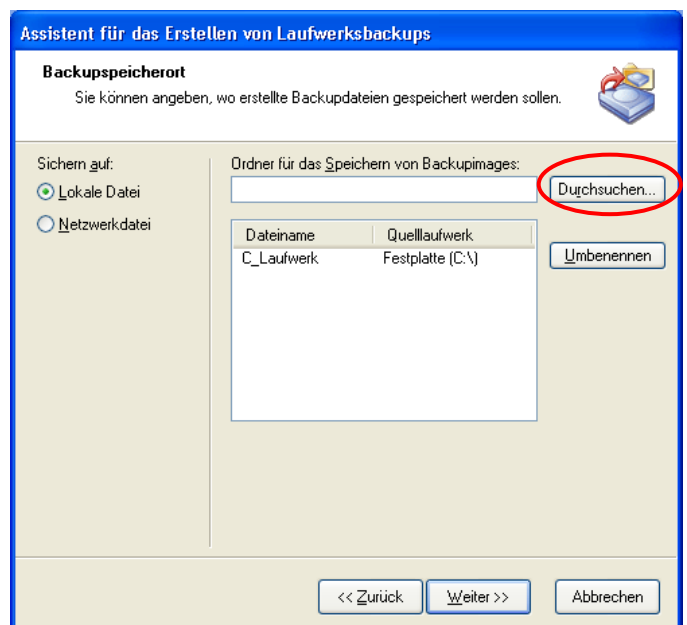 Assistent für das Erstellen von Laufwerksbackups
Backupspeicherort
Sie können angeben, wo erstellte Backupdateien gespeichert werden sollen.
Sichern auf:
Lokale Datei
Netzwerkdatei
Ordner für das Speichern von Backupimages:
Durchsuchen...
Dateiname Quelllaufwerk
C_Laufwerk Festplatte (C:\)
Umbenennen
<< Zurück Weiter >> Abbrechen